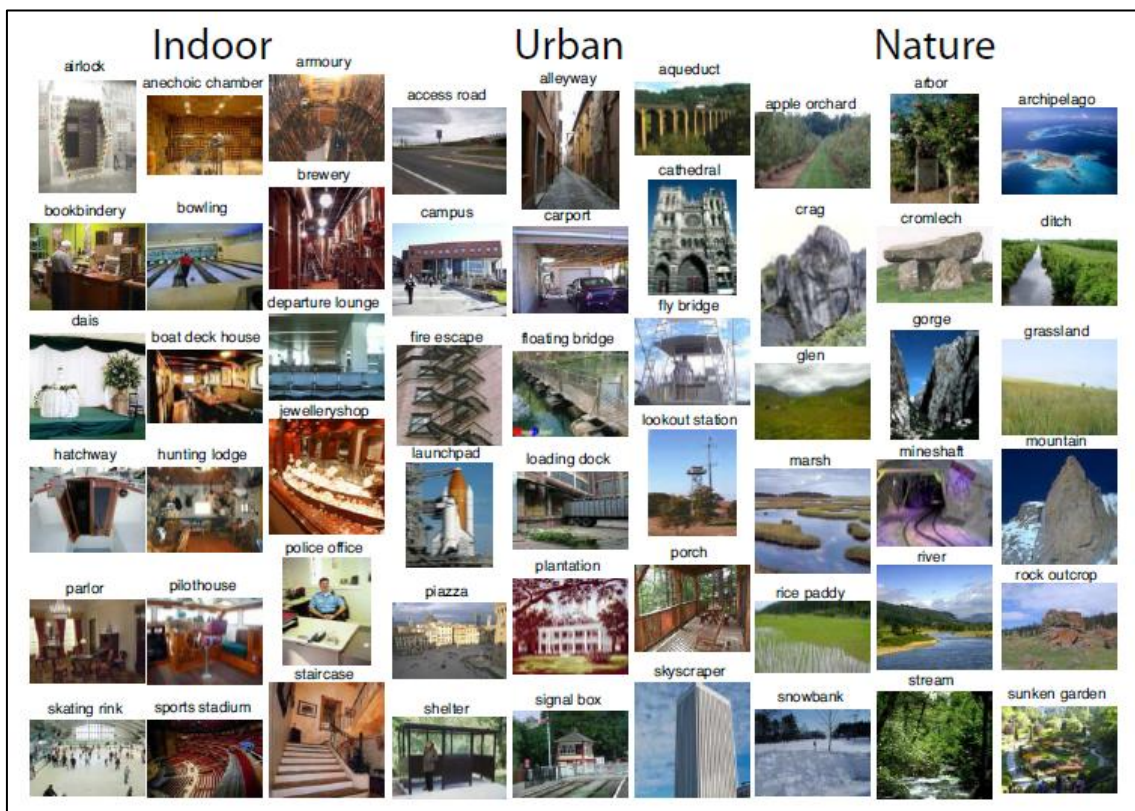 Indoor
Urban
Nature
airlock
anechoic chamber
armoury
access road
alleyway
aqueduct
apple orchard
arbor
archipelago
bookbindery
bowling
brewery
campus
carport
cathedral
crag
cromlech
ditch
dais
boat deck house
departure lounge
fire escape
floating bridge
fly bridge
glen
gorge
grassland
hatchway
hunting lodge
jewelleryshop
launchpad
loading dock
lookout station
marsh
mineshaft
mountain
parlor
pilothouse
police office
piazza
plantation
porch
rice paddy
river
rock outcrop
skating rink
sports stadium
staircase
shelter
signal box
skyscraper
snowbank
stream
sunken garden